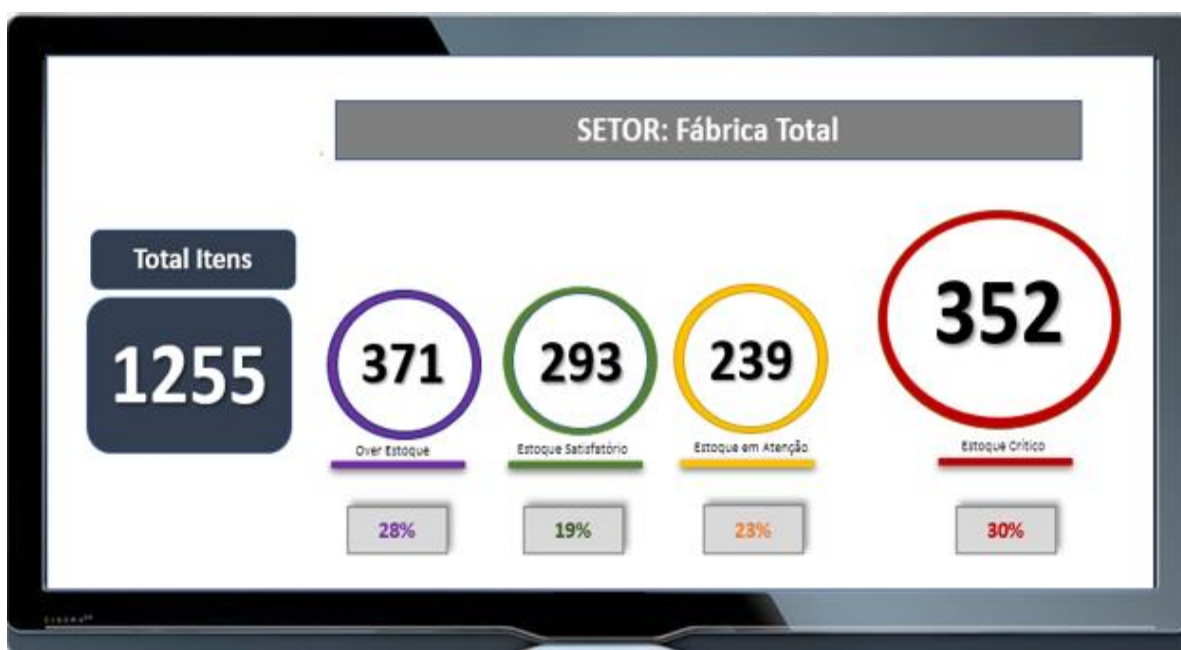 SETOR: Fábrica Total
Total Itens
1255
371
293
239
352
Over Estoque
Estoque Satisfatório
Estoque em Atenção
Estoque Crítico
28%
19%
23%
30%